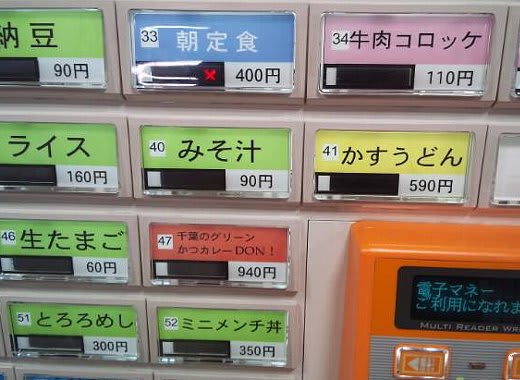 納豆
90円
33
朝定食
×
400円
34
牛肉コロッケ
110円
ライス
160円
40
みそ汁
90円
41
かすうどん
590円
46
生たまご
60円
47
千葉のグリーン
かつカレーDON!
940円
電子マネー
ご利用になれま
MULTI READER WR
51
とろろめし
300円
52
ミニメンチ丼
350円